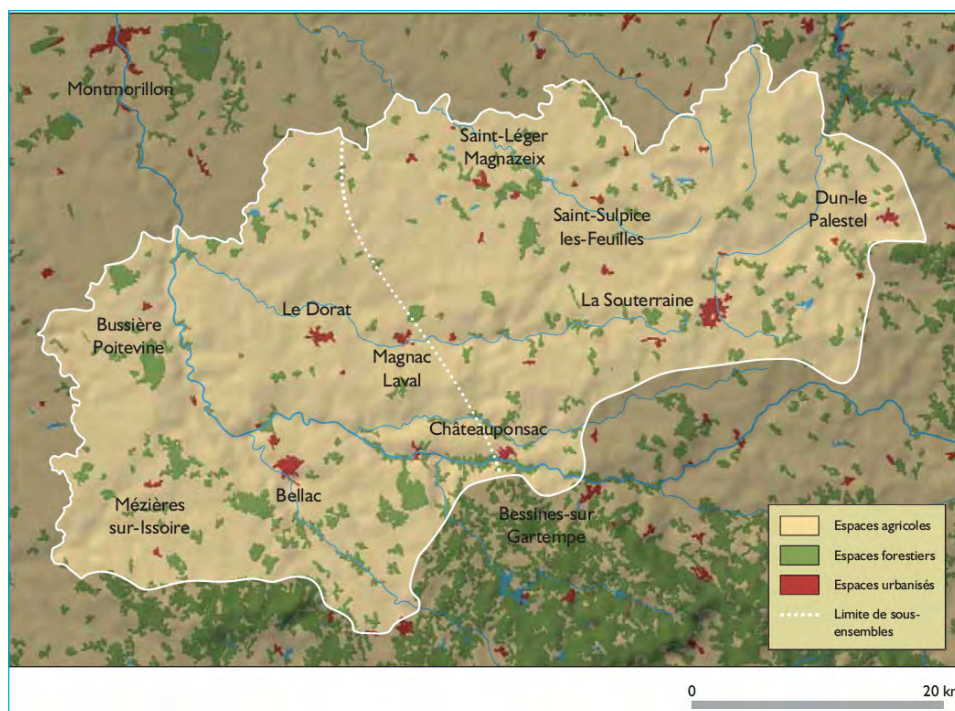 Montmorillon
Saint-Léger
Magnazeix
Dun-le
Palestel
Saint-Sulpice
les-Feuilles
La Souterraine
Le Dorat
Bussière
Poitevine
Magnac
Laval
Châteauponsac
Bellac
Mézières
sur-Issoire
Bessines-sur
Gartempe
Espaces agricoles
Espaces forestiers
Espaces urbanisés
Limite de sous-
ensembles
0 20 km